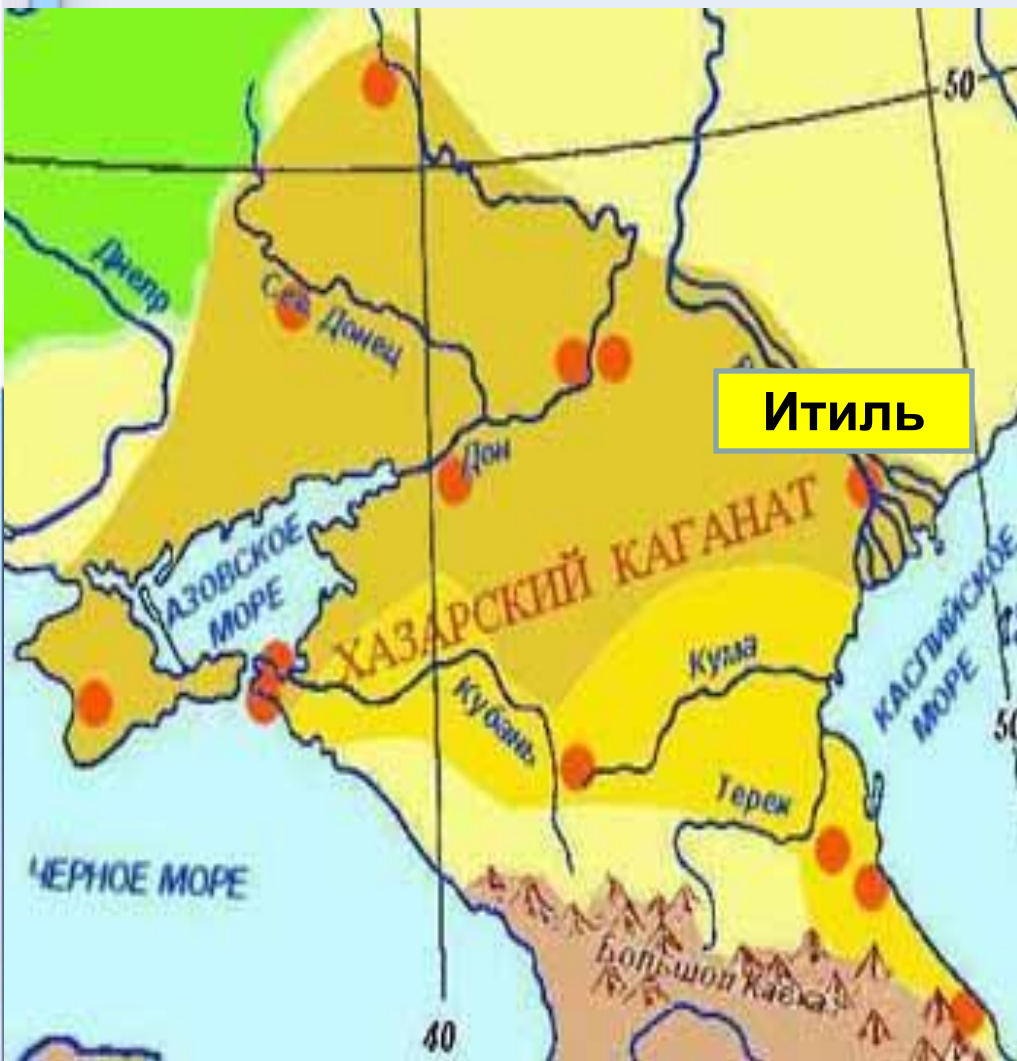 50
Днепр
Сев. Донец
Итиль
Дон
АЗОВСКОЕ
МОРЕ
ХАЗАРСКИЙ КАГАНАТ
КАСПИЙСКОЕ
МОРЕ
Кума
Кубань
50
Терек
ЧЕРНОЕ МОРЕ
Большой Кавказ
40